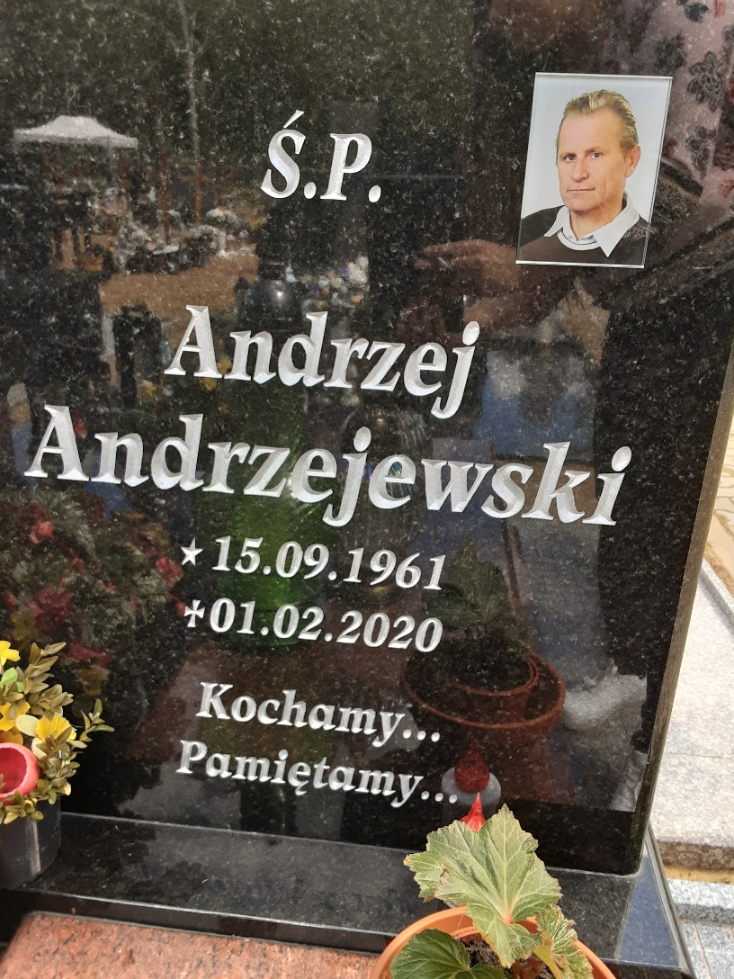 Ś.P.
Andrzej
Andrzejewski
★ 15.09.1961
✝ 01.02.2020
Kochamy...
Pamiętamy...